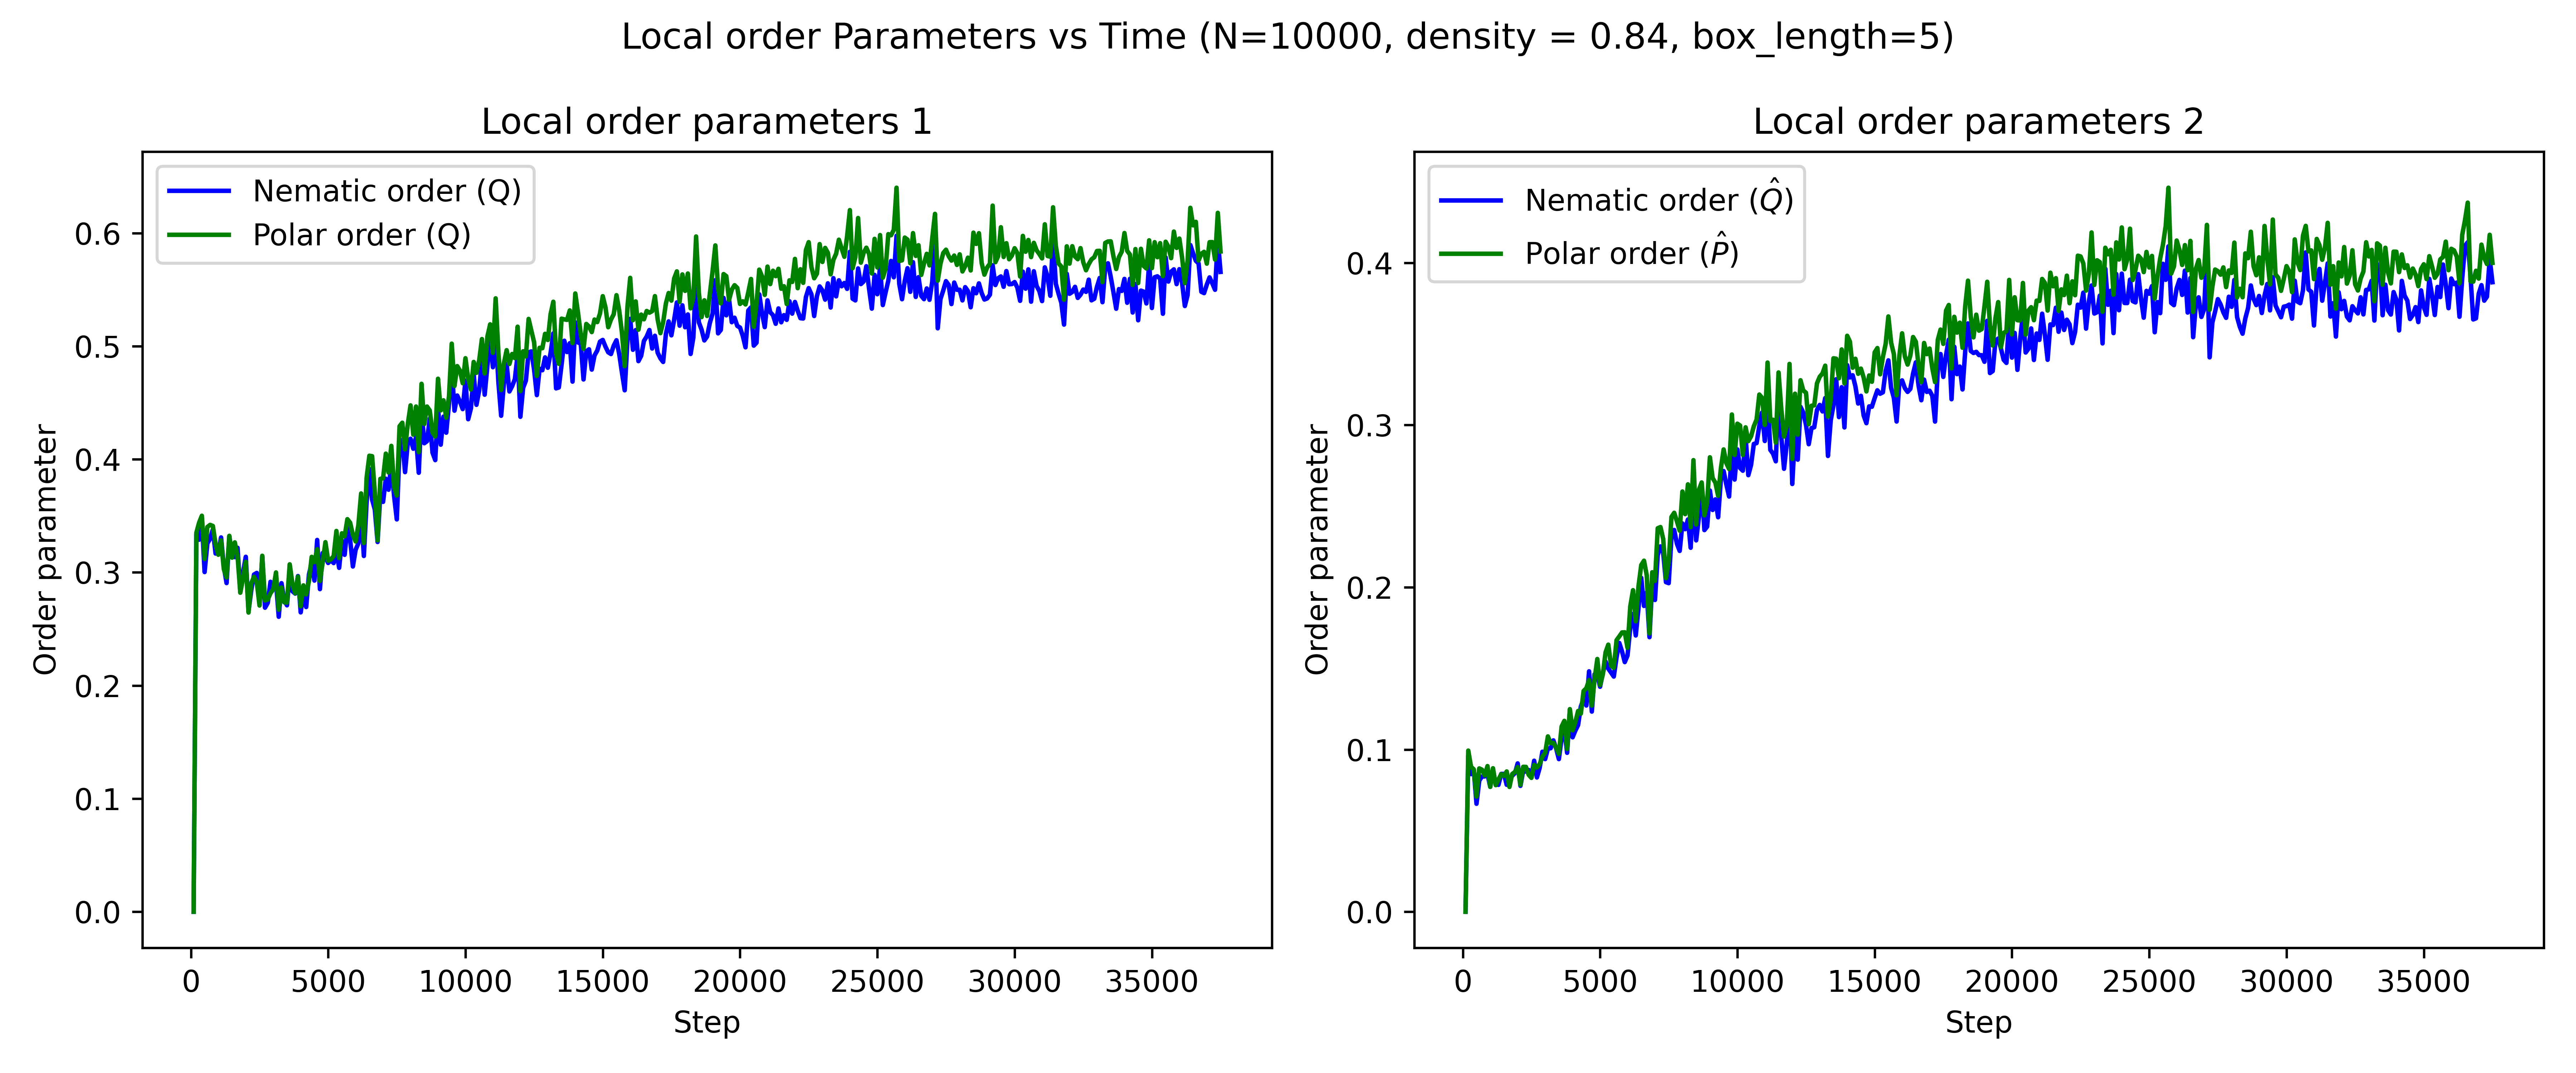 Local order Parameters vs Time (N=10000, density = 0.84, box_length=5)
Local order parameters 1
Nematic order (Q)
Polar order (Q)
Order parameter
0.6
0.5
0.4
0.3
0.2
0.1
0.0
0 5000 10000 15000 20000 25000 30000 35000
Step
Local order parameters 2
Nematic order (Q̂)
Polar order (P̂)
Order parameter
0.4
0.3
0.2
0.1
0.0
0 5000 10000 15000 20000 25000 30000 35000
Step